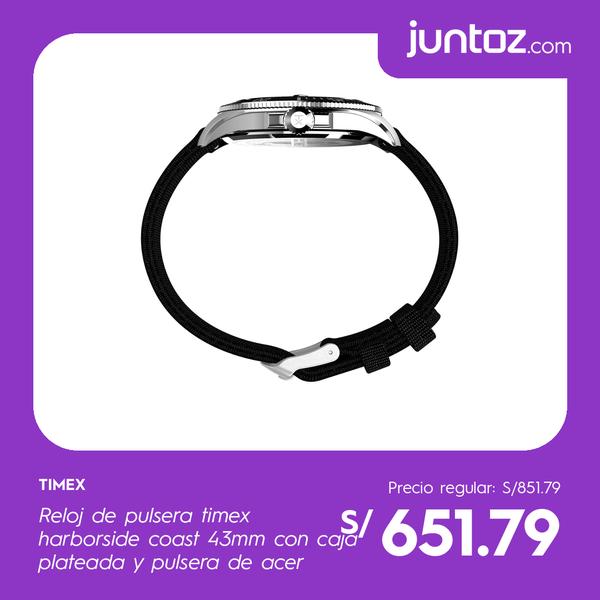 juntoz.com
TIMEX
Reloj de pulsera timex
harborside coast 43mm con caja
plateada y pulsera de acer
Precio regular: S/851.79
S/ 651.79